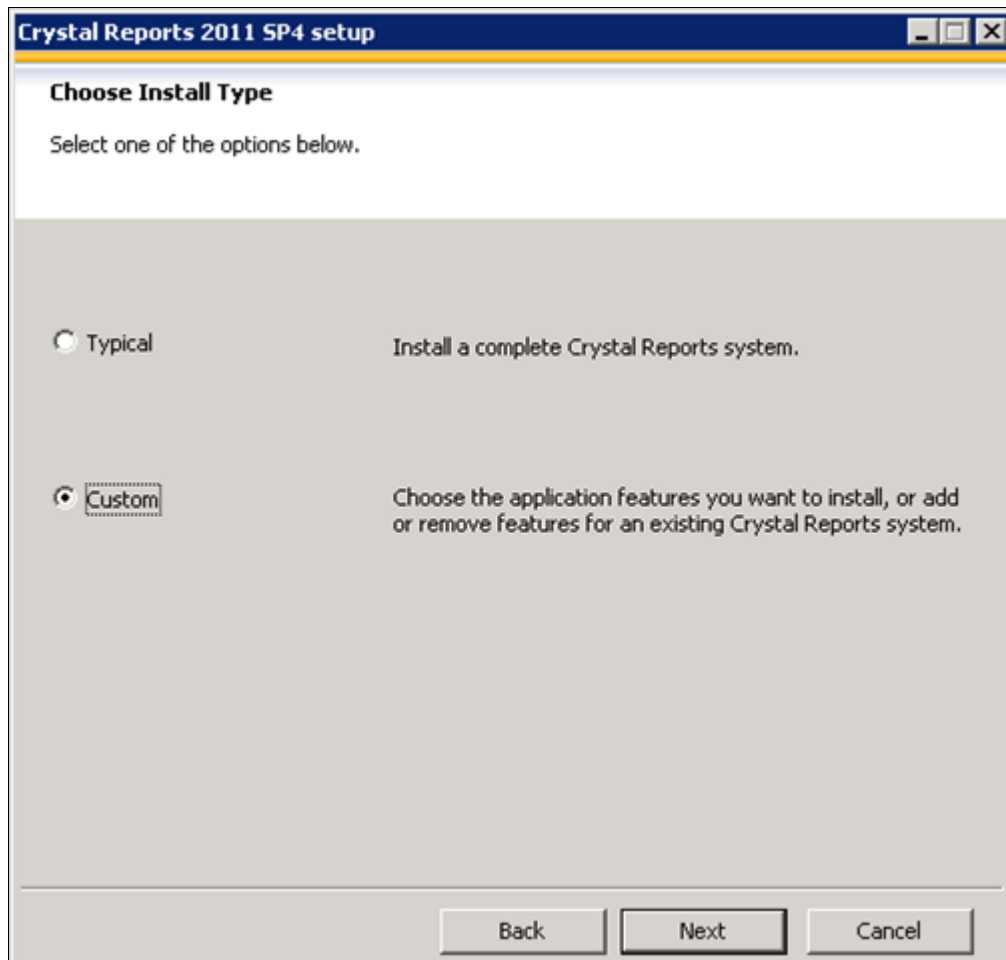 Crystal Reports 2011 SP4 setup
Choose Install Type
Select one of the options below.
Typical
Install a complete Crystal Reports system.
Custom
Choose the application features you want to install, or add
or remove features for an existing Crystal Reports system.
Back
Next
Cancel